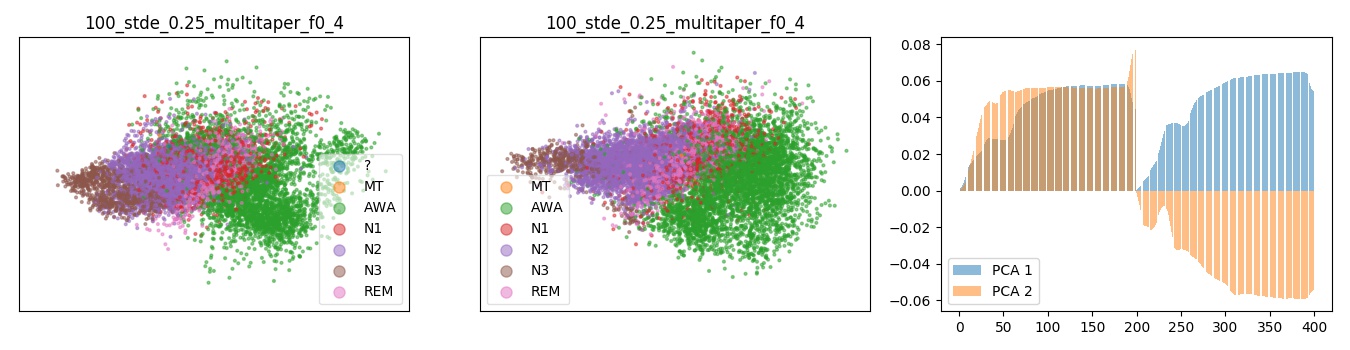 100_stde_0.25_multitaper_f0_4
?
MT
AWA
N1
N2
N3
REM
100_stde_0.25_multitaper_f0_4
MT
AWA
N1
N2
N3
REM
0.08
0.06
0.04
0.02
0.00
−0.02
−0.04
−0.06
PCA 1
PCA 2
0 50 100 150 200 250 300 350 400